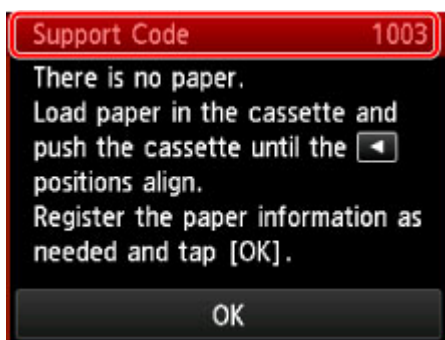 Support Code 1003
There is no paper.
Load paper in the cassette and
push the cassette until the ◀
positions align.
Register the paper information as
needed and tap [OK].
OK